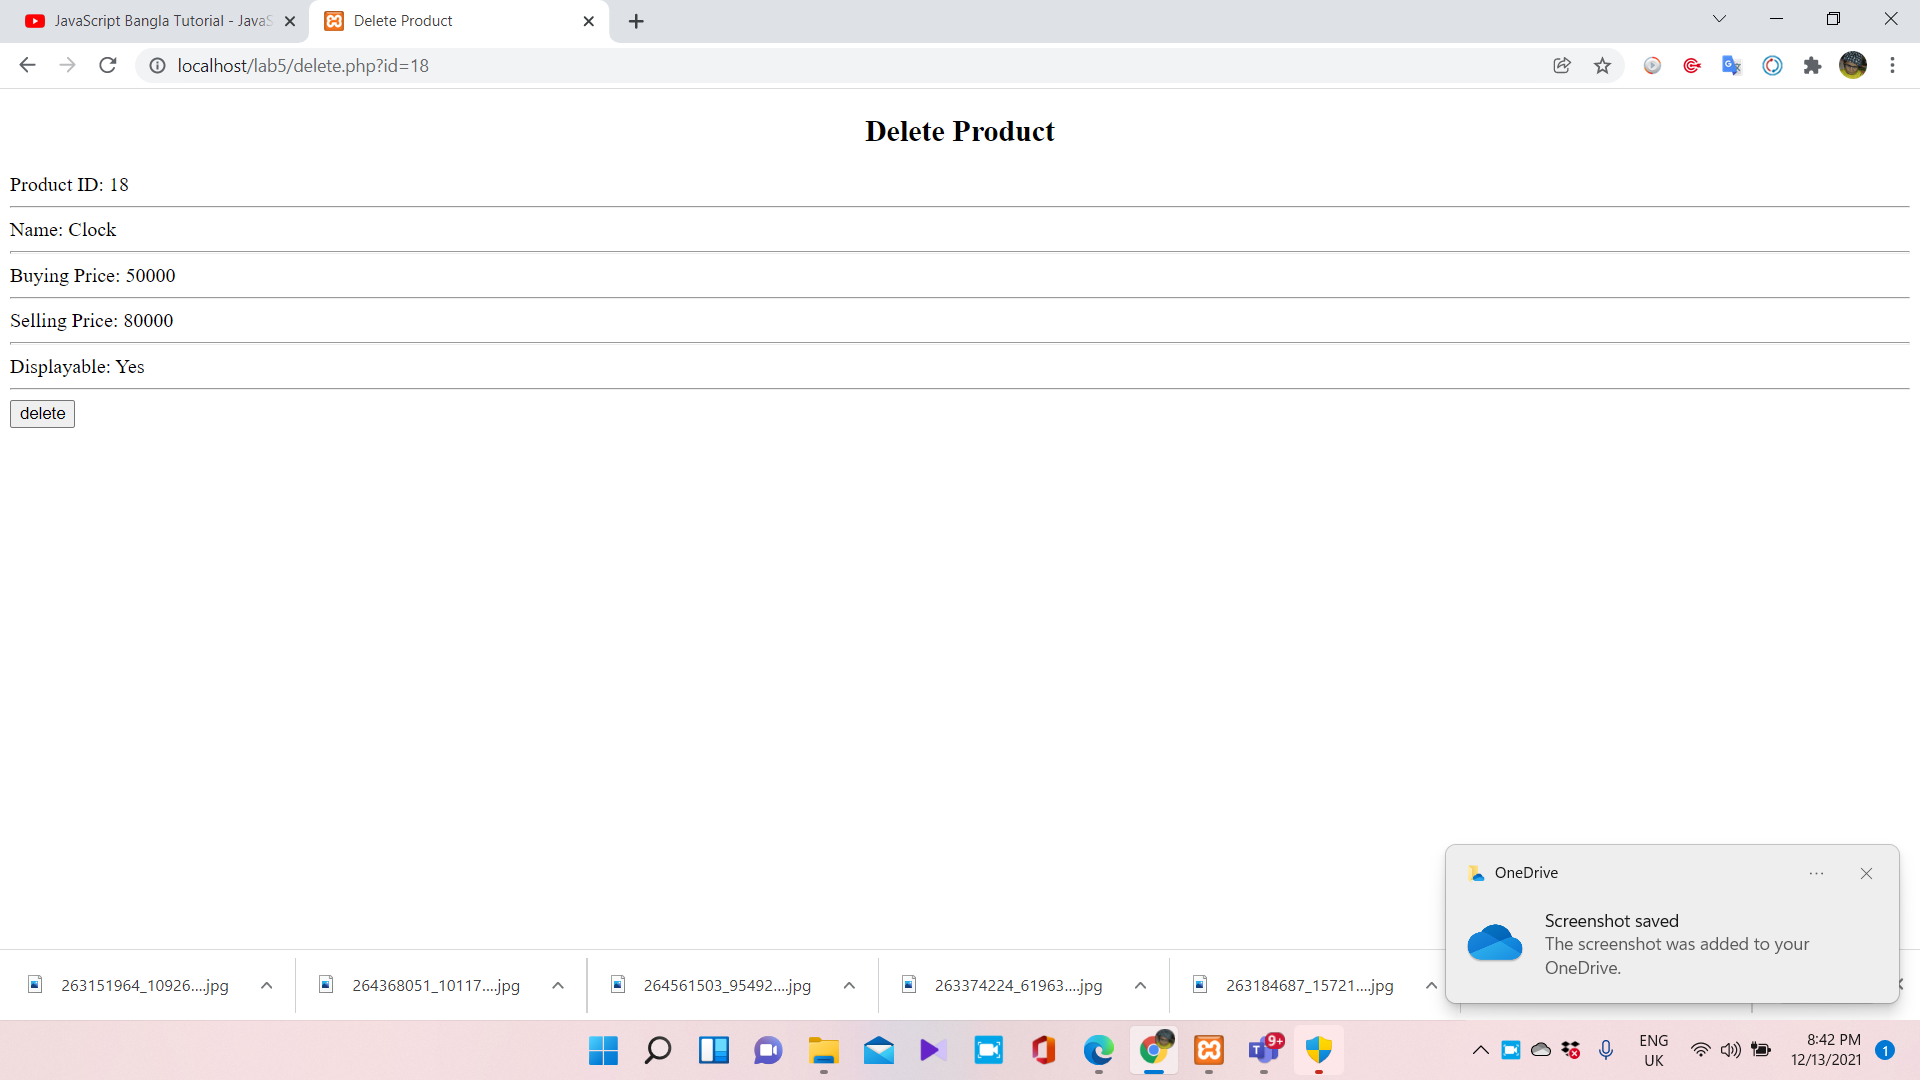 JavaScript Bangla Tutorial - JavaS
Delete Product
localhost/lab5/delete.php?id=18
Delete Product
Product ID: 18
Name: Clock
Buying Price: 50000
Selling Price: 80000
Displayable: Yes
delete
OneDrive
Screenshot saved
The screenshot was added to your
OneDrive.
263151964_10926....jpg
264368051_10117....jpg
264561503_95492....jpg
263374224_61963....jpg
263184687_15721....jpg
9+
ENG
UK
8:42 PM
12/13/2021
1